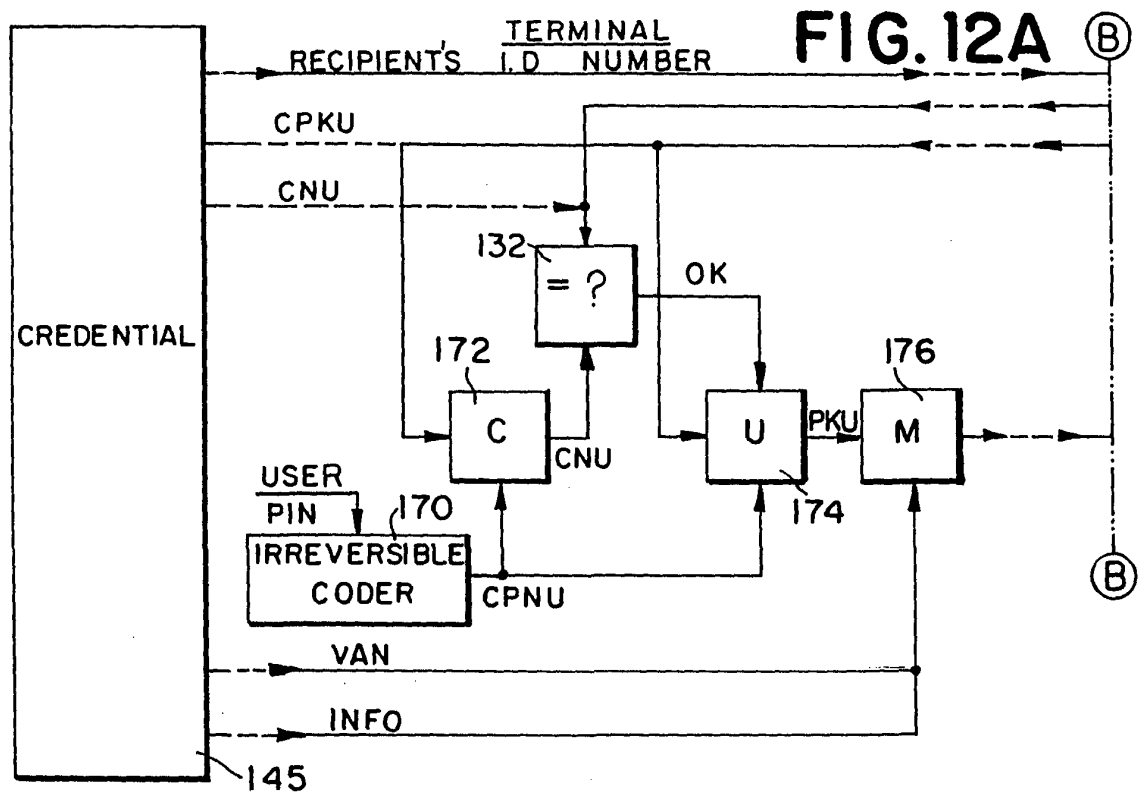 TERMINAL
FIG. 12A
B
RECIPIENT'S I.D NUMBER
CPKU
CNU
132
= ?
OK
CREDENTIAL
172
176
C
U
PKU
M
CNU
USER
PIN
170
174
IRREVERSIBLE
CODER
CPNU
B
VAN
INFO
145